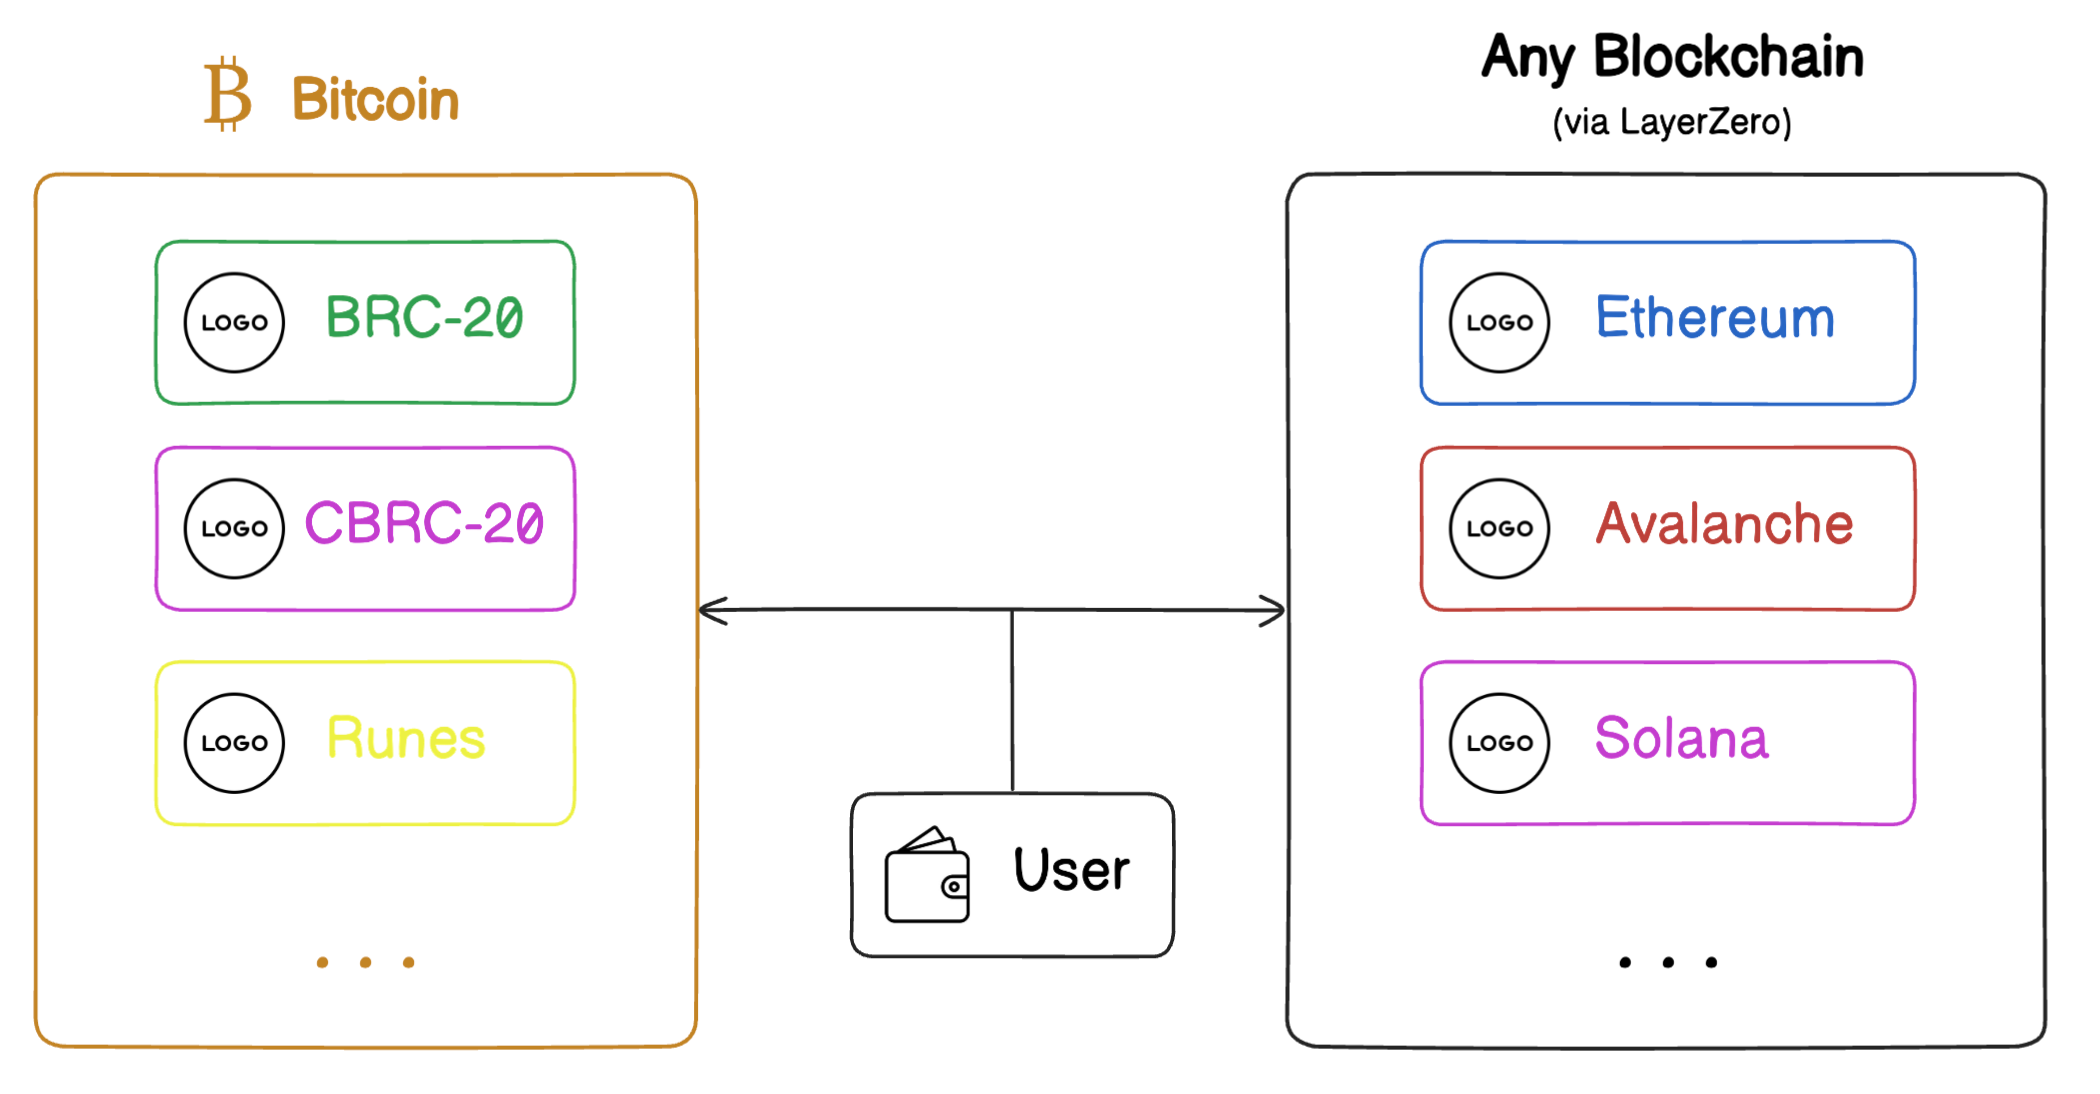 Bitcoin
BRC-20
CBRC-20
Runes
. . .
Any Blockchain
(via LayerZero)
Ethereum
Avalanche
Solana
. . .
User
LOGO
LOGO
LOGO
LOGO
LOGO
LOGO